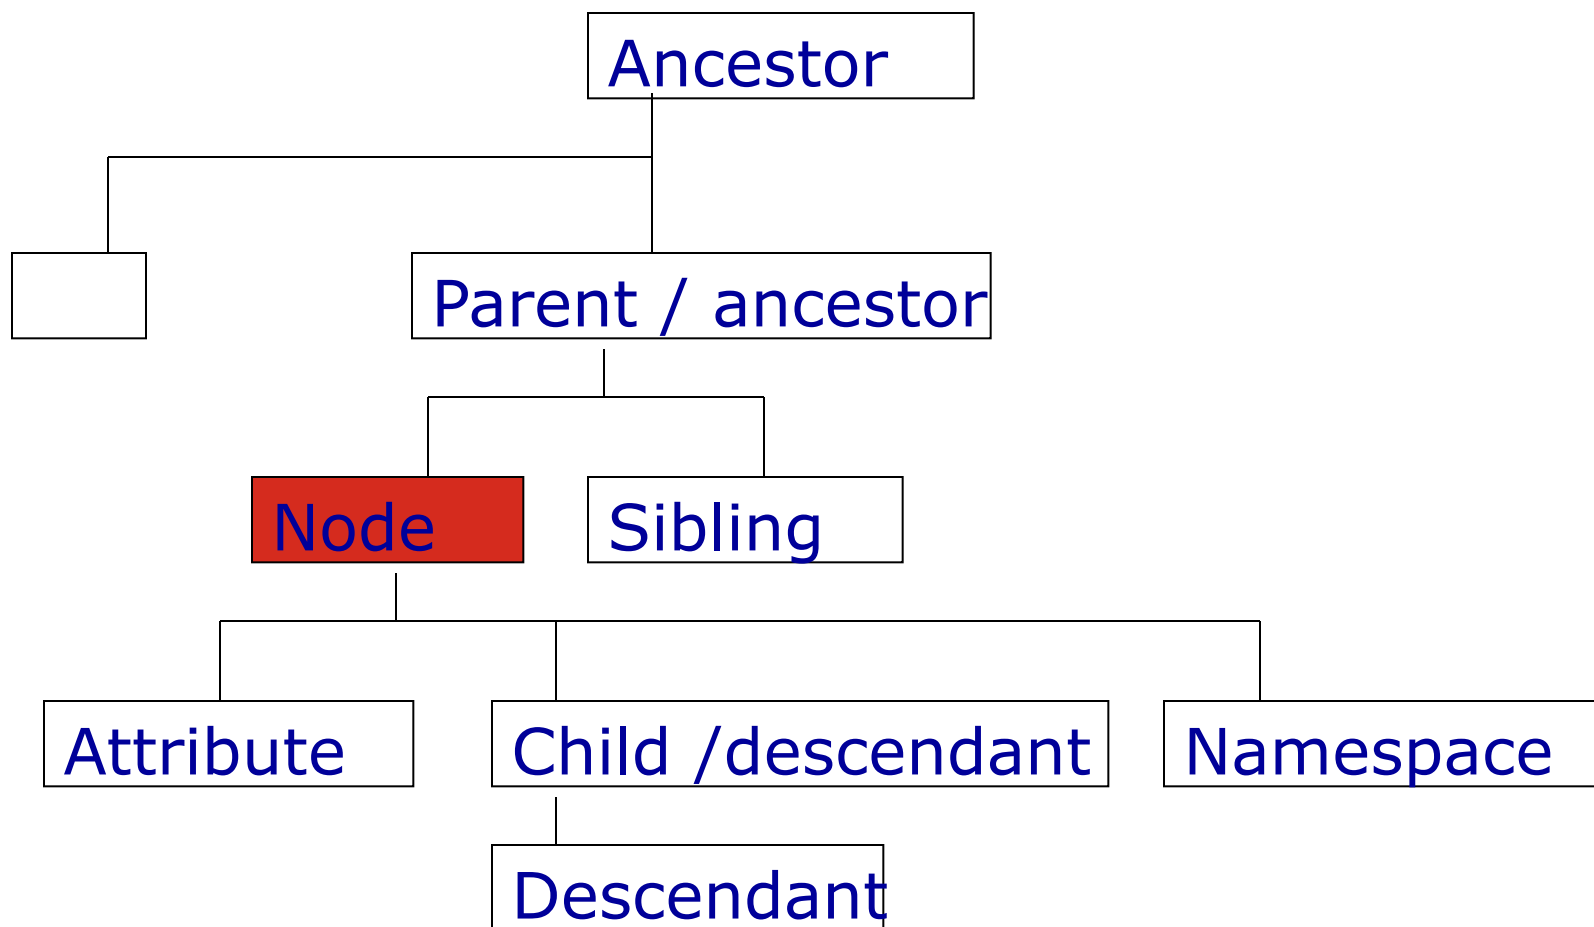 Ancestor
Parent / ancestor
Node
Sibling
Attribute
Child /descendant
Namespace
Descendant